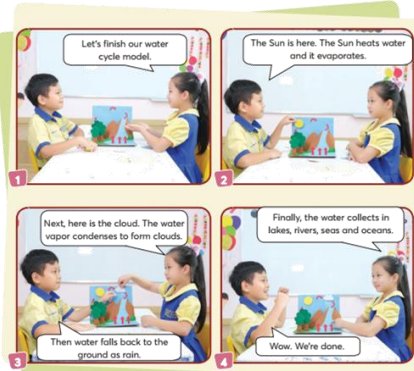 Let's finish our water
cycle model.
1
The Sun is here. The Sun heats water
and it evaporates.
2
Next, here is the cloud. The water
vapor condenses to form clouds.
Then water falls back to the
ground as rain.
3
Finally, the water collects in
lakes, rivers, seas and oceans.
Wow. We're done.
4